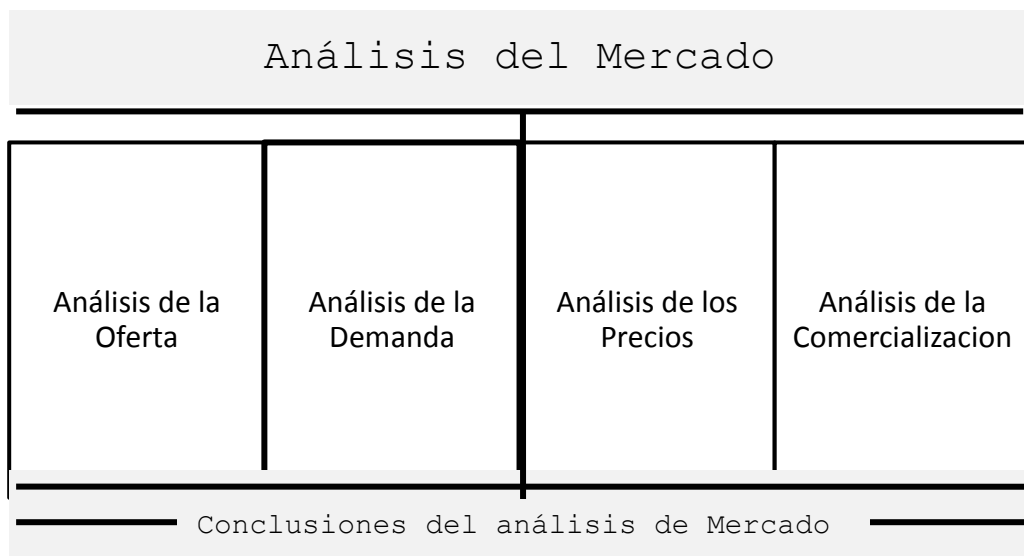 Análisis del Mercado
Análisis de la
Oferta
Análisis de la
Demanda
Análisis de los
Precios
Análisis de la
Comercializacion
Conclusiones del análisis de Mercado